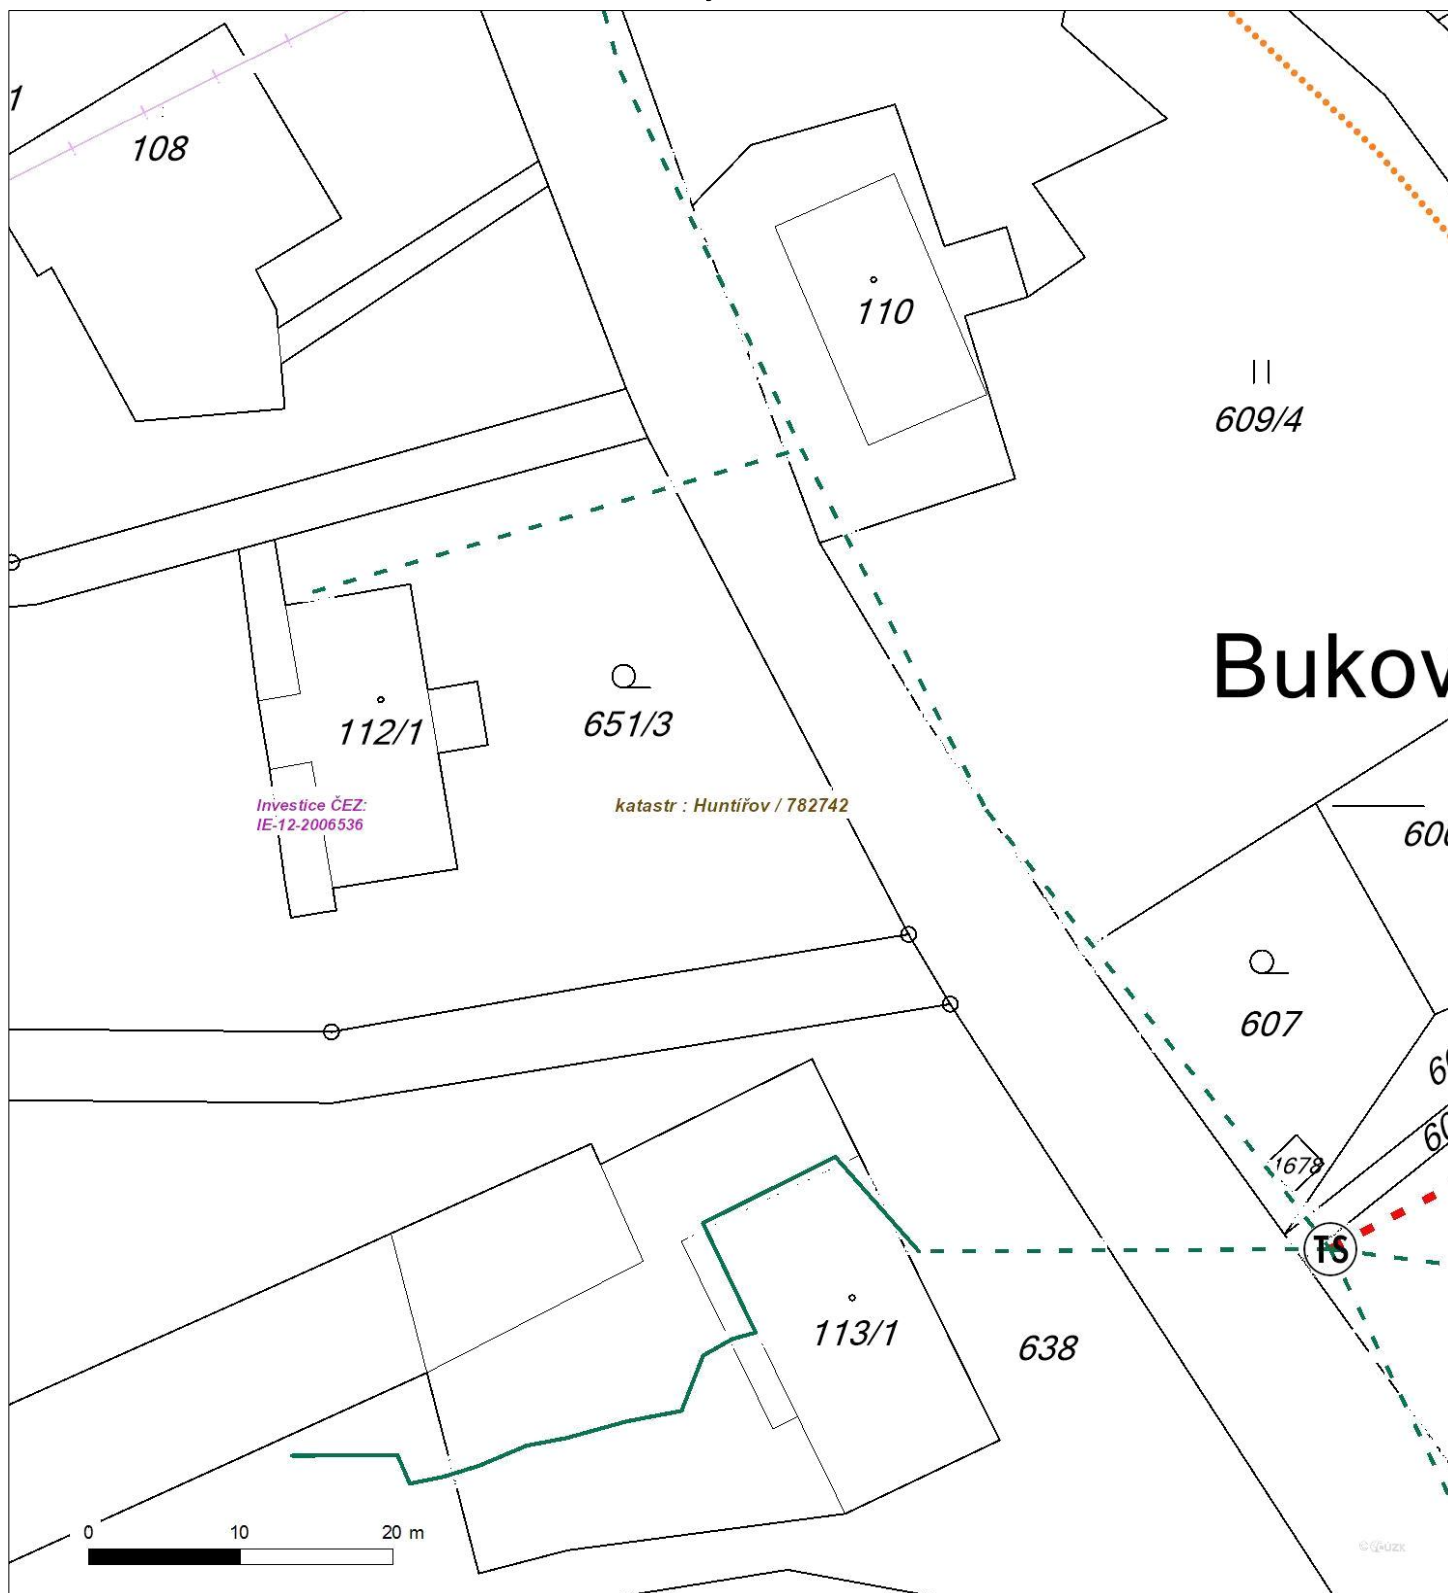 1
108
110
609/4
Bukov
112/1
651/3
Investice ČEZ:
IE-12-2006536
katastr : Huntířov / 782742
607
1678
TS
113/1
638
0 10 20 m